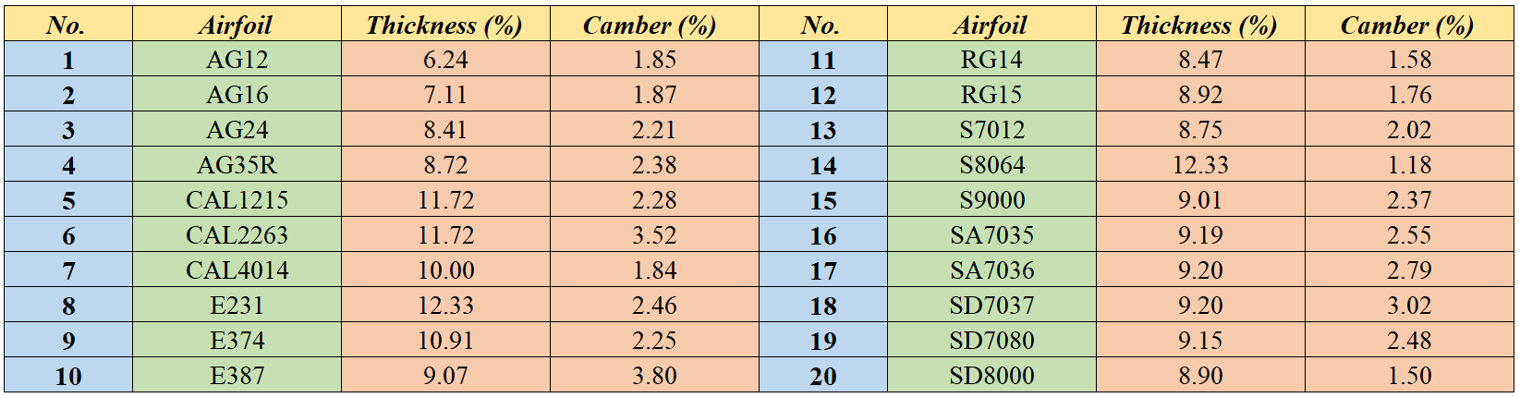 No. Airfoil Thickness (%) Camber (%) No. Airfoil Thickness (%) Camber (%)
1 AG12 6.24 1.85 11 RG14 8.47 1.58
2 AG16 7.11 1.87 12 RG15 8.92 1.76
3 AG24 8.41 2.21 13 S7012 8.75 2.02
4 AG35R 8.72 2.38 14 S8064 12.33 1.18
5 CAL1215 11.72 2.28 15 S9000 9.01 2.37
6 CAL2263 11.72 3.52 16 SA7035 9.19 2.55
7 CAL4014 10.00 1.84 17 SA7036 9.20 2.79
8 E231 12.33 2.46 18 SD7037 9.20 3.02
9 E374 10.91 2.25 19 SD7080 9.15 2.48
10 E387 9.07 3.80 20 SD8000 8.90 1.50